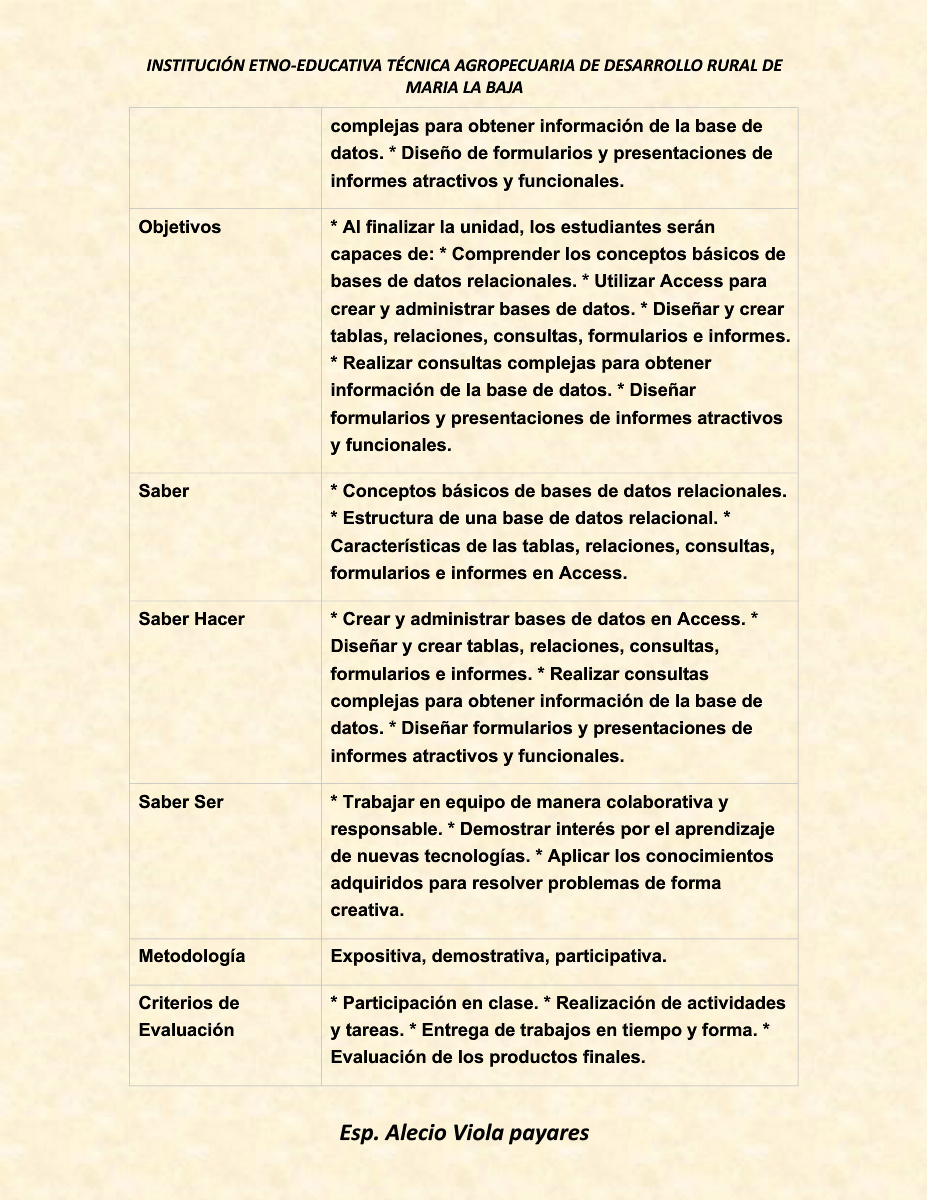 INSTITUCIÓN ETNO-EDUCATIVA TÉCNICA AGROPECUARIA DE DESARROLLO RURAL DE
MARIA LA BAJA
complejas para obtener información de la base de
datos. * Diseño de formularios y presentaciones de
informes atractivos y funcionales.
Objetivos
* Al finalizar la unidad, los estudiantes serán
capaces de: * Comprender los conceptos básicos de
bases de datos relacionales. * Utilizar Access para
crear y administrar bases de datos. * Diseñar y crear
tablas, relaciones, consultas, formularios e informes.
* Realizar consultas complejas para obtener
información de la base de datos. * Diseñar
formularios y presentaciones de informes atractivos
y funcionales.
Saber
* Conceptos básicos de bases de datos relacionales.
* Estructura de una base de datos relacional. *
Características de las tablas, relaciones, consultas,
formularios e informes en Access.
Saber Hacer
* Crear y administrar bases de datos en Access. *
Diseñar y crear tablas, relaciones, consultas,
formularios e informes. * Realizar consultas
complejas para obtener información de la base de
datos. * Diseñar formularios y presentaciones de
informes atractivos y funcionales.
Saber Ser
* Trabajar en equipo de manera colaborativa y
responsable. * Demostrar interés por el aprendizaje
de nuevas tecnologías. * Aplicar los conocimientos
adquiridos para resolver problemas de forma
creativa.
Metodología
Expositiva, demostrativa, participativa.
Criterios de
Evaluación
* Participación en clase. * Realización de actividades
y tareas. * Entrega de trabajos en tiempo y forma. *
Evaluación de los productos finales.
Esp. Alecio Viola payares